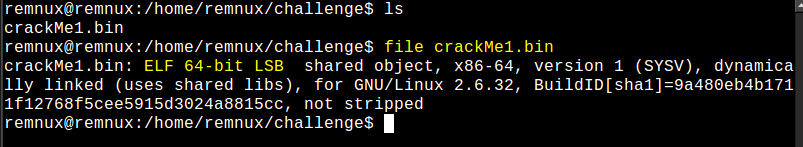 remnux@remnux:/home/remnux/challenge$ ls
crackMe1.bin
remnux@remnux:/home/remnux/challenge$ file crackMe1.bin
crackMe1.bin: ELF 64-bit LSB  shared object, x86-64, version 1 (SYSV), dynamica
lly linked (uses shared libs), for GNU/Linux 2.6.32, BuildID[sha1]=9a480eb4b171
1f12768f5cee5915d3024a8815cc, not stripped
remnux@remnux:/home/remnux/challenge$